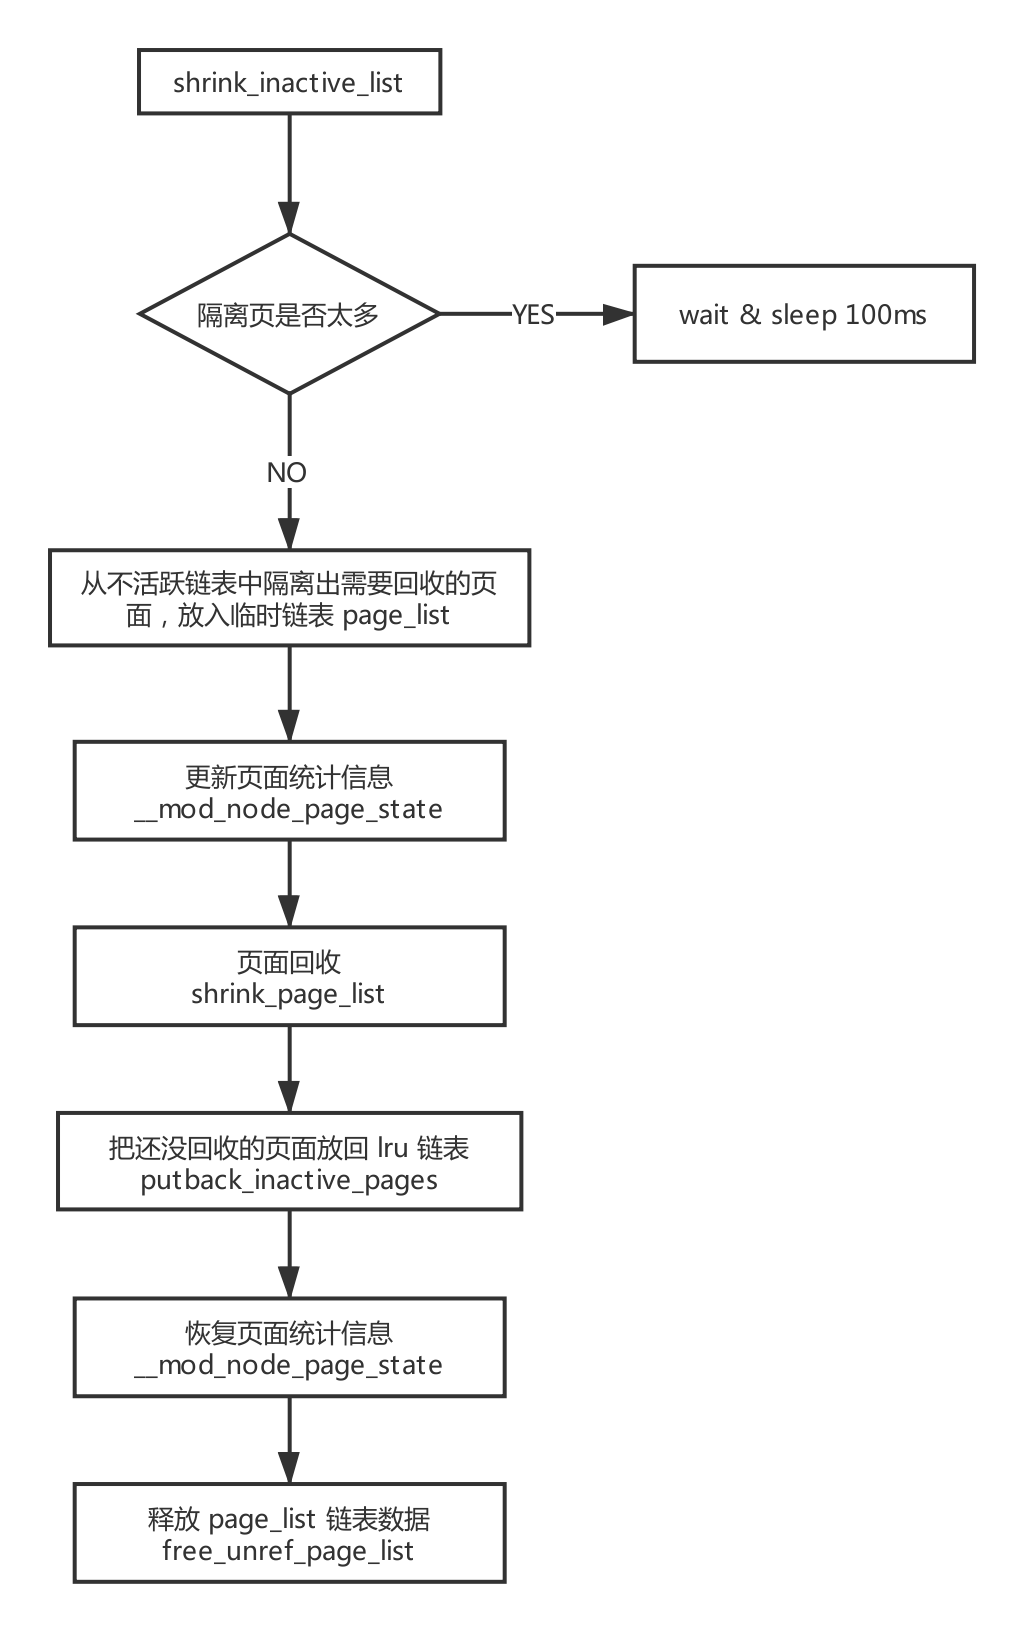 shrink_inactive_list
隔离页是否太多
YES
wait & sleep 100ms
NO
从不活跃链表中隔离出需要回收的页
面，放入临时链表 page_list
更新页面统计信息
__mod_node_page_state
页面回收
shrink_page_list
把还没回收的页面放回 lru 链表
putback_inactive_pages
恢复页面统计信息
__mod_node_page_state
释放 page_list 链表数据
free_unref_page_list